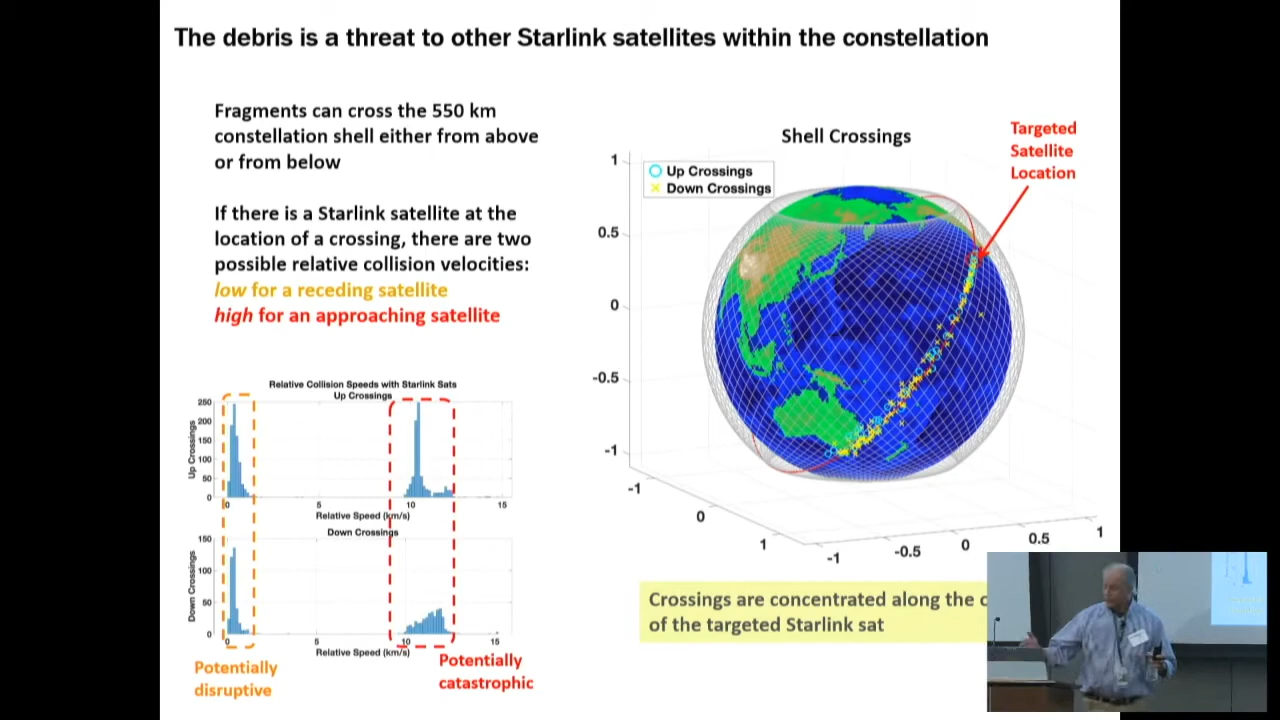 The debris is a threat to other Starlink satellites within the constellation
Fragments can cross the 550 km
constellation shell either from above
or from below
If there is a Starlink satellite at the
location of a crossing, there are two
possible relative collision velocities:
low for a receding satellite
high for an approaching satellite
Relative Collision Speeds with Starlink Sats
Up Crossings
250
200
150
100
50
0
Up Crossings
0
5
10
15
Relative Speed (km/s)
Down Crossings
150
100
50
0
Down Crossings
0
5
10
15
Relative Speed (km/s)
Potentially
disruptive
Potentially
catastrophic
Shell Crossings
Targeted
Satellite
Location
Up Crossings
Down Crossings
1
0.5
0
-0.5
-1
-1
0
1
-1
-0.5
0
0.5
1
Crossings are concentrated along the
of the targeted Starlink sat